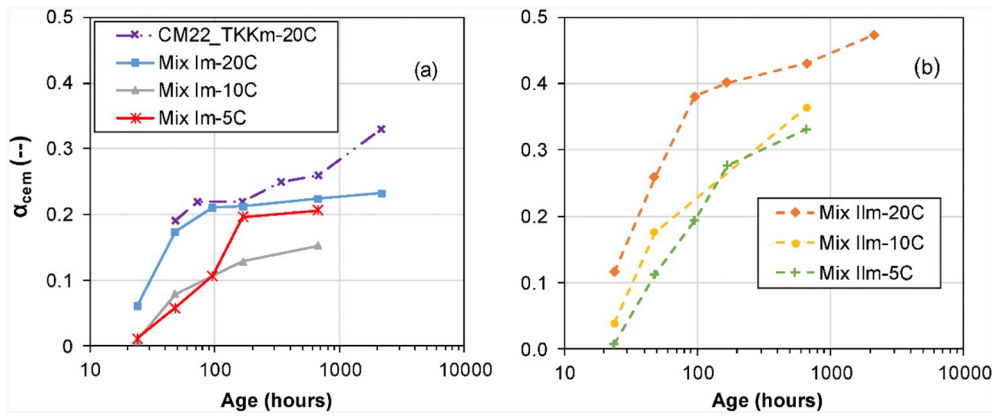 0.5
0.4
0.3
0.2
0.1
0
α_cem (--)
CM22_TKKm-20C
Mix Im-20C
Mix Im-10C
Mix Im-5C
(a)
10 100 1000 10000
Age (hours)
0.5
0.4
0.3
0.2
0.1
0.0
(b)
Mix IIm-20C
Mix IIm-10C
Mix IIm-5C
10 100 1000 10000
Age (hours)